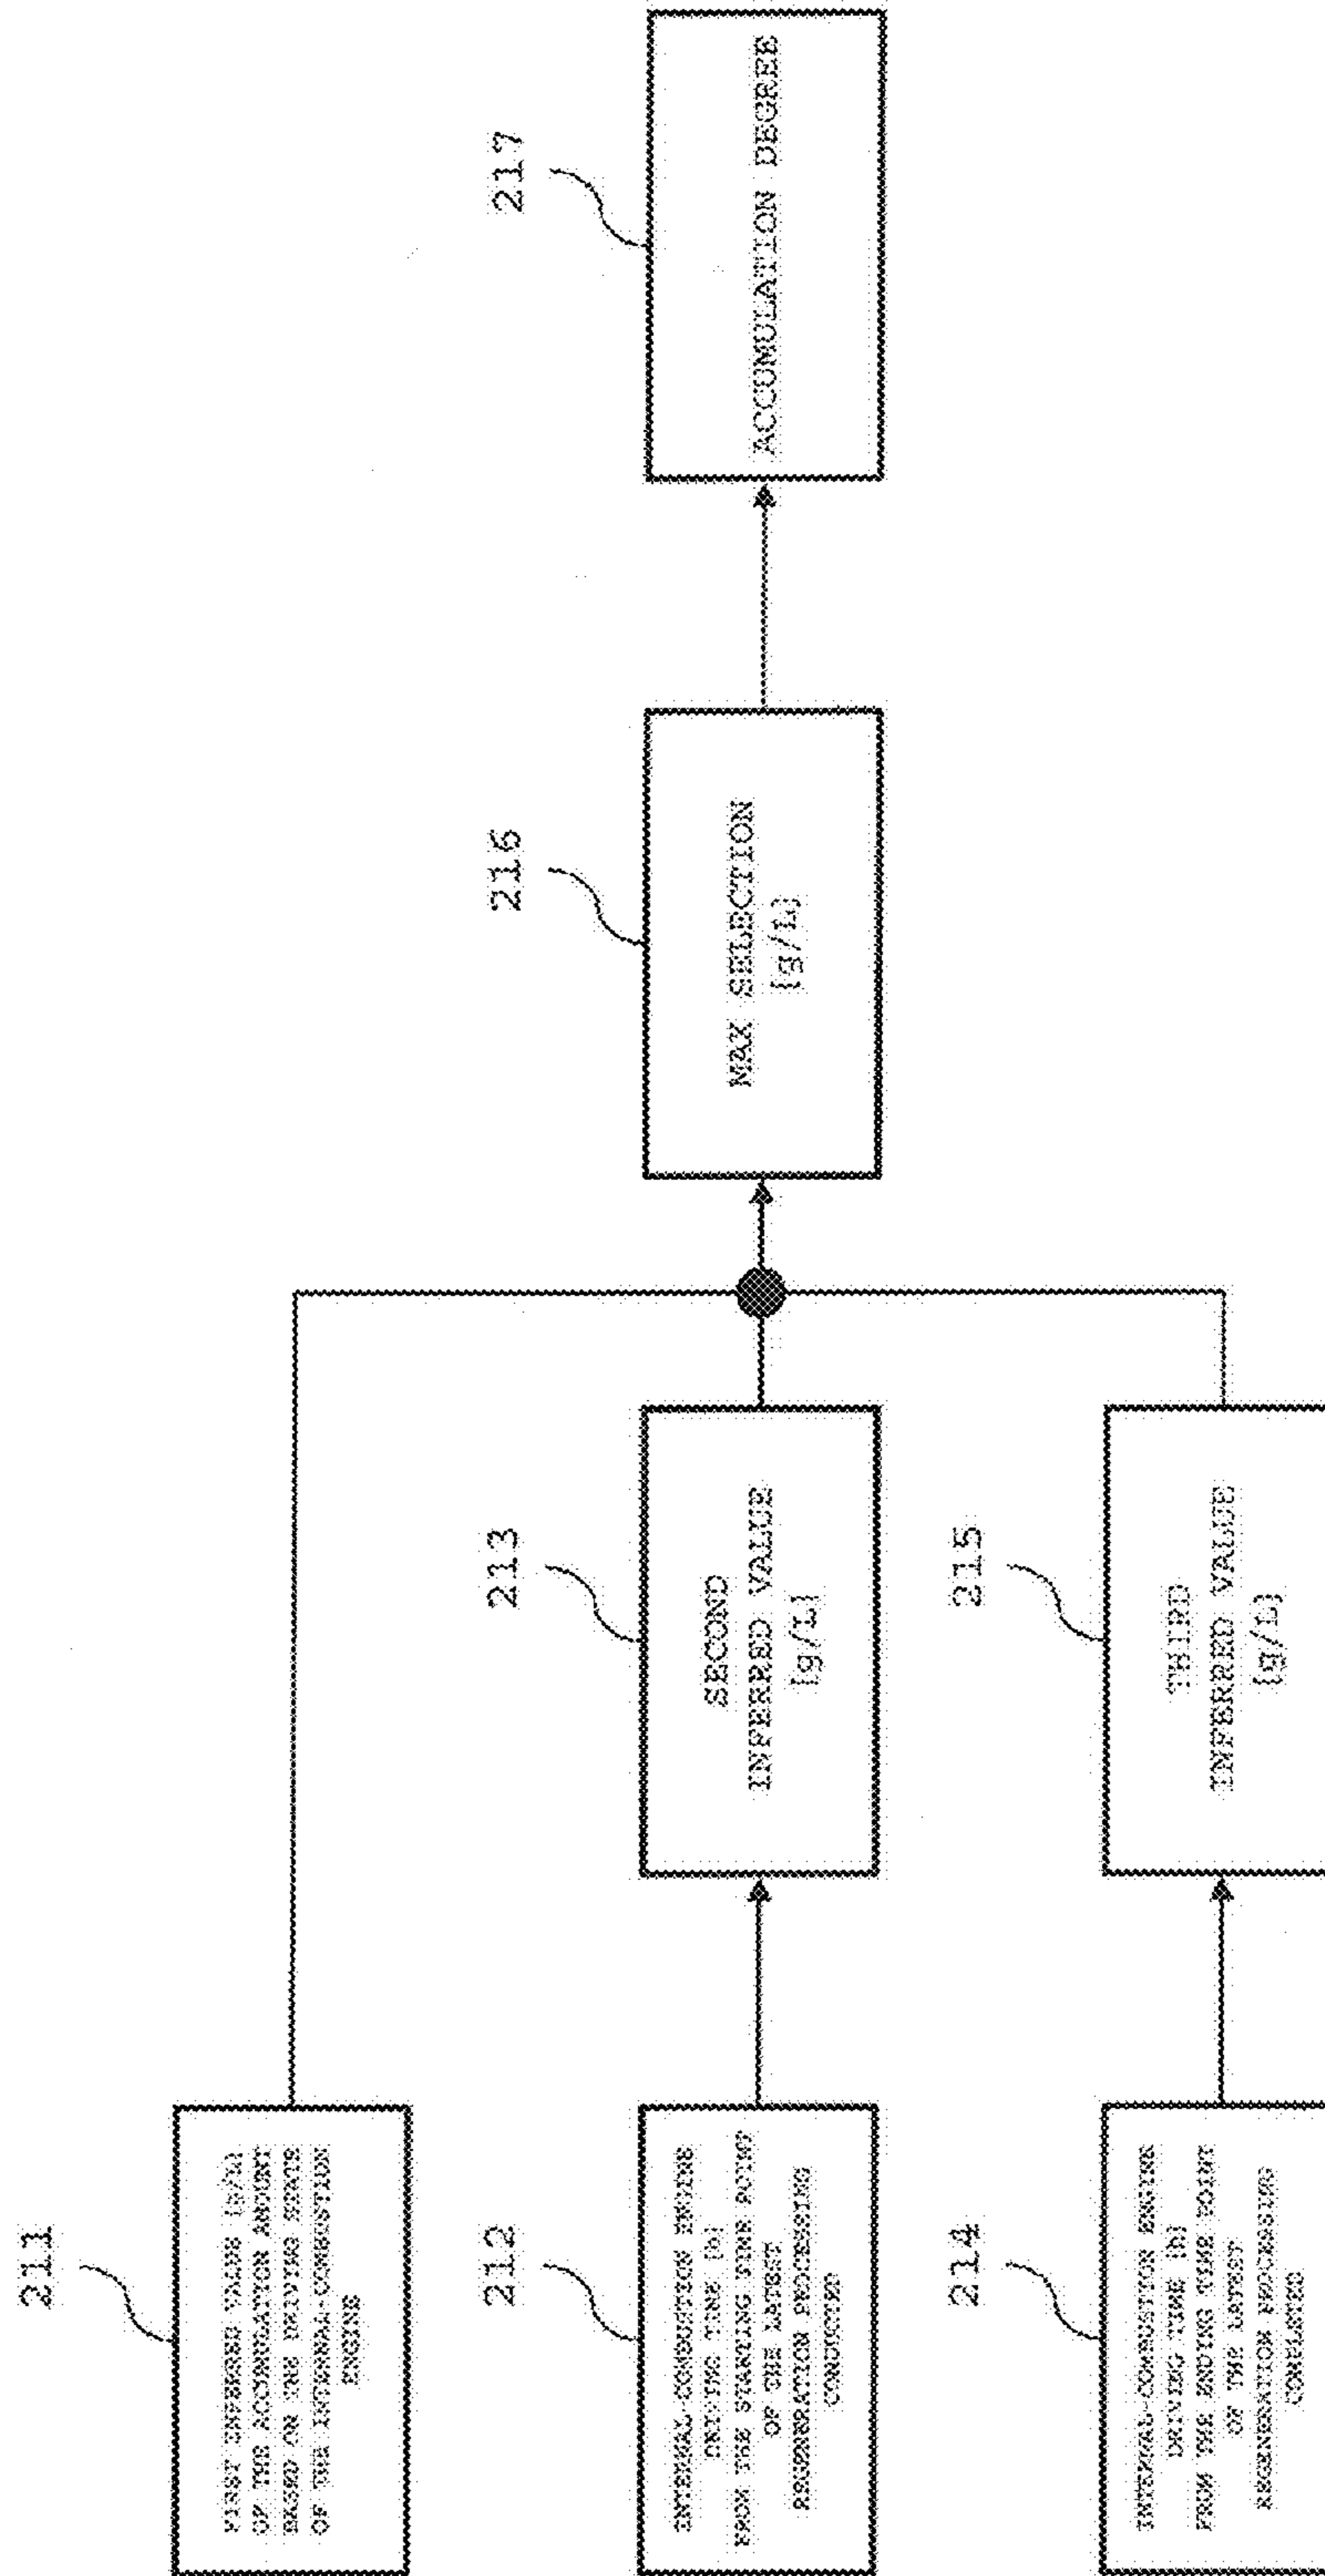 211
FIRST INFERRED VALUE [g/L]
OF THE ACCUMULATION AMOUNT
BASED ON THE DRIVING STATE
OF THE INTERNAL-COMBUSTION
ENGINE
212
INTERNAL-COMBUSTION ENGINE
DRIVING TIME [h]
FROM THE STARTING TIME POINT
OF THE LATEST
REGENERATION PROCESSING
CONDUCTED
213
SECOND
INFERRED VALUE
[g/L]
214
INTERNAL-COMBUSTION ENGINE
DRIVING TIME [h]
FROM THE ENDING TIME POINT
OF THE LATEST
REGENERATION PROCESSING
COMPLETED
215
THIRD
INFERRED VALUE
[g/L]
216
MAX SELECTION
[g/L]
217
ACCUMULATION DEGREE